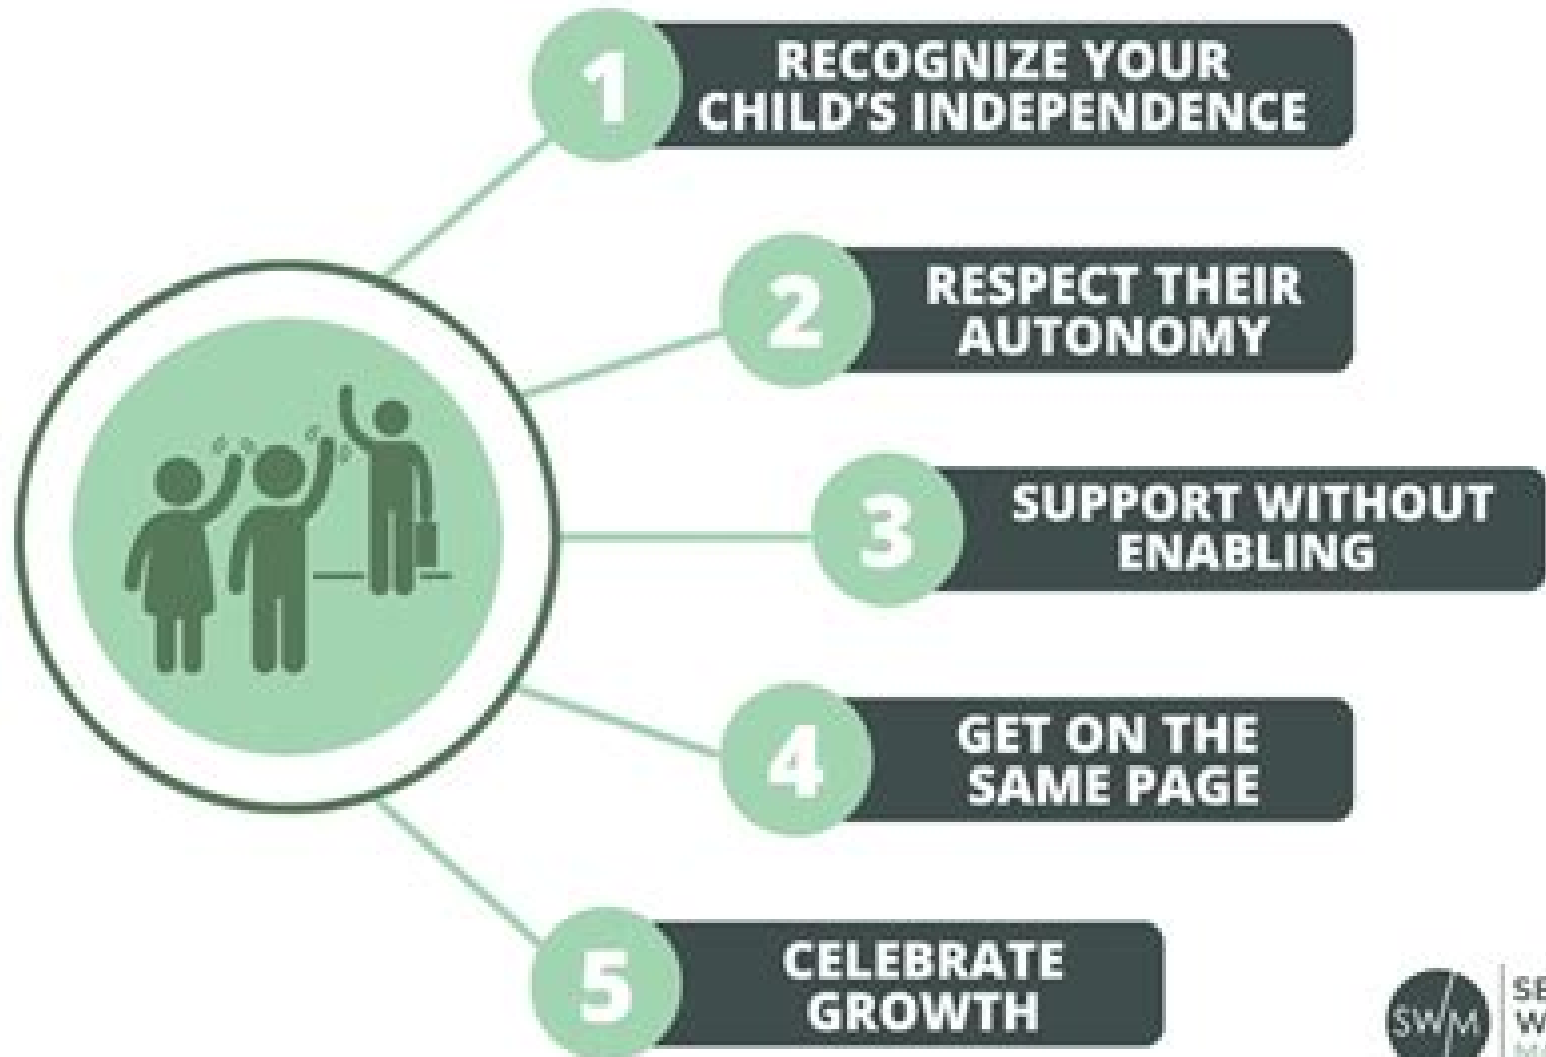 1
RECOGNIZE YOUR
CHILD'S INDEPENDENCE
2
RESPECT THEIR
AUTONOMY
3
SUPPORT WITHOUT
ENABLING
4
GET ON THE
SAME PAGE
5
CELEBRATE
GROWTH
SWM